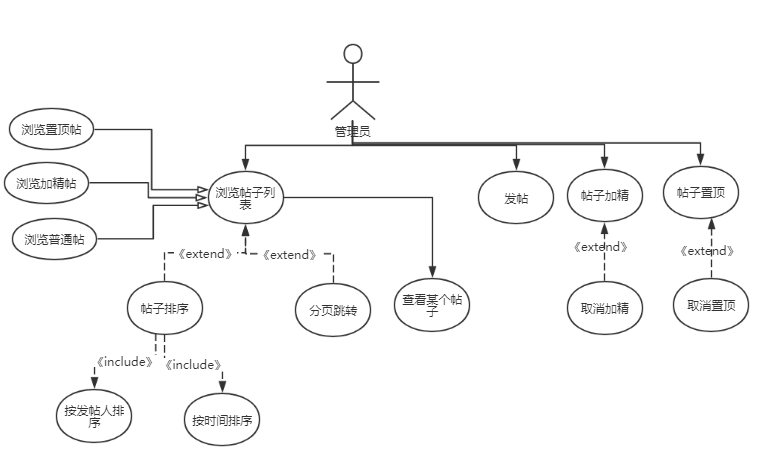 管理员
浏览置顶帖
浏览加精帖
浏览普通帖
浏览帖子列
表
发帖
帖子加精
帖子置顶
《extend》
《extend》
《extend》
《extend》
帖子排序
分页跳转
查看某个帖
子
取消加精
取消置顶
《include》
《include》
按发帖人排
序
按时间排序